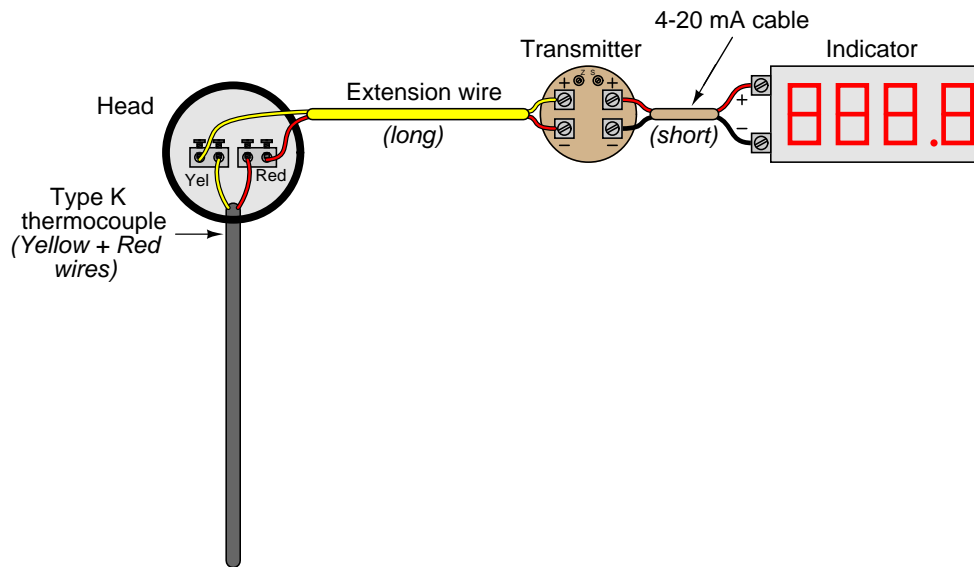 4-20 mA cable
Transmitter
Indicator
Head
Extension wire
(long)
(short)
Z S
+ +
− −
+
−
888.8
Yel
Red
Type K
thermocouple
(Yellow + Red
wires)